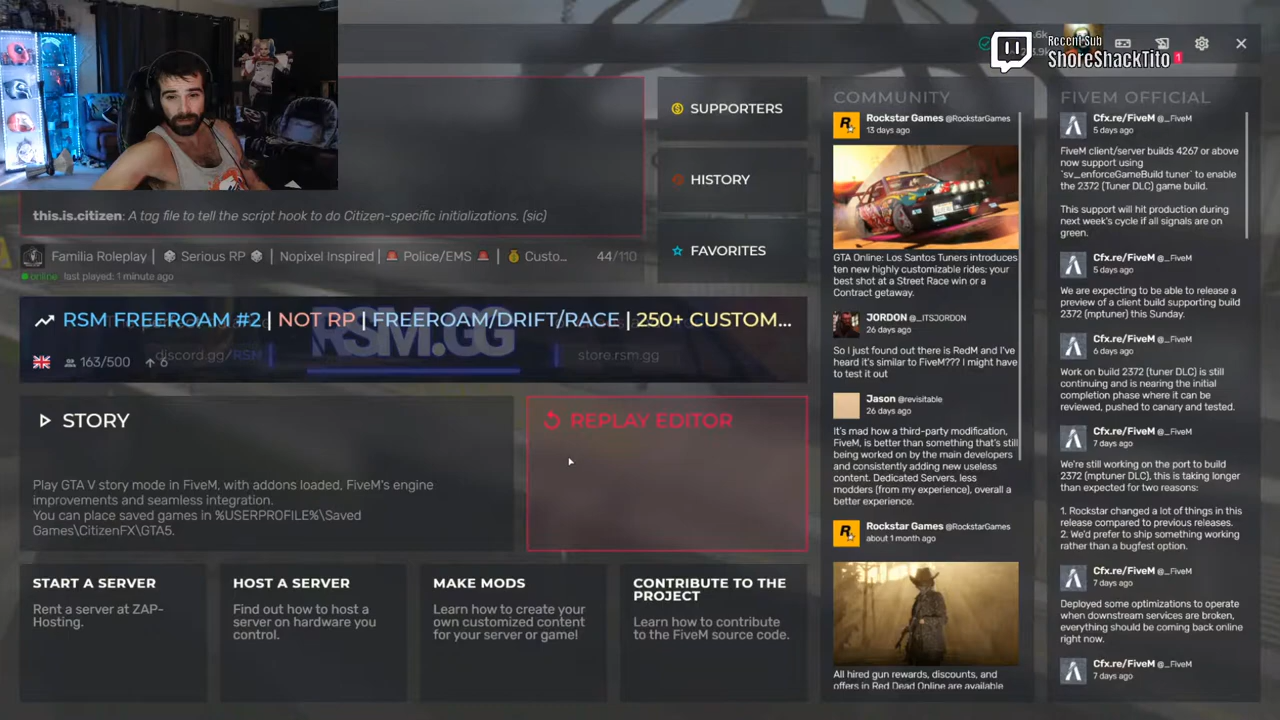 Recent Sub
ShoreShackTito
1
SUPPORTERS
HISTORY
FAVORITES
this.is.citizen: A tag file to tell the script hook to do Citizen-specific initializations. (sic)
Familia Roleplay | Serious RP | Nopixel Inspired | Police/EMS | Custo... 44/110
online last played: 1 minute ago
RSM FREEROAM #2 | NOT RP | FREEROAM/DRIFT/RACE | 250+ CUSTOM...
discord.gg/RSM
RSM.GG
store.rsm.gg
163/500 6
STORY
Play GTA V story mode in FiveM, with addons loaded, FiveM's engine
improvements and seamless integration.
You can place saved games in %USERPROFILE%\Saved
Games\CitizenFX\GTA5.
REPLAY EDITOR
START A SERVER
Rent a server at ZAP-
Hosting.
HOST A SERVER
Find out how to host a
server on hardware you
control.
MAKE MODS
Learn how to create your
own customized content
for your server or game!
CONTRIBUTE TO THE
PROJECT
Learn how to contribute
to the FiveM source code.
COMMUNITY
Rockstar Games @RockstarGames
13 days ago
GTA Online: Los Santos Tuners introduces
ten new highly customizable rides: your
best shot at a Street Race win or a
Contract getaway.
JORDON @_ITSJORDON
26 days ago
So I just found out there is RedM and I've
heard it's similar to FiveM??? I might have
to test it out
Jason @revisitable
26 days ago
It's mad how a third-party modification,
FiveM, is better than something that's still
being worked on by the main developers
and consistently adding new useless
content. Dedicated Servers, less
modders (from my experience), overall a
better experience.
Rockstar Games @RockstarGames
about 1 month ago
All hired gun rewards, discounts, and
offers in Red Dead Online are available
FIVEM OFFICIAL
Cfx.re/FiveM @_FiveM
5 days ago
FiveM client/server builds 4267 or above
now support using
`sv_enforceGameBuild tuner` to enable
the 2372 (Tuner DLC) game build.
This support will hit production during
next week's cycle if all signals are on
green.
Cfx.re/FiveM @_FiveM
5 days ago
We are expecting to be able to release a
preview of a client build supporting build
2372 (mptuner) this Sunday.
Cfx.re/FiveM @_FiveM
6 days ago
Work on build 2372 (tuner DLC) is still
continuing and is nearing the initial
completion phase where it can be
reviewed, pushed to canary and tested.
Cfx.re/FiveM @_FiveM
7 days ago
We're still working on the port to build
2372 (mptuner DLC), this is taking longer
than expected for two reasons:
1. Rockstar changed a lot of things in this
release compared to previous releases.
2. We'd prefer to ship something working
rather than a bugfest option.
Cfx.re/FiveM @_FiveM
7 days ago
Deployed some optimizations to operate
when downstream services are broken,
everything should be coming back online
right now.
Cfx.re/FiveM @_FiveM
7 days ago